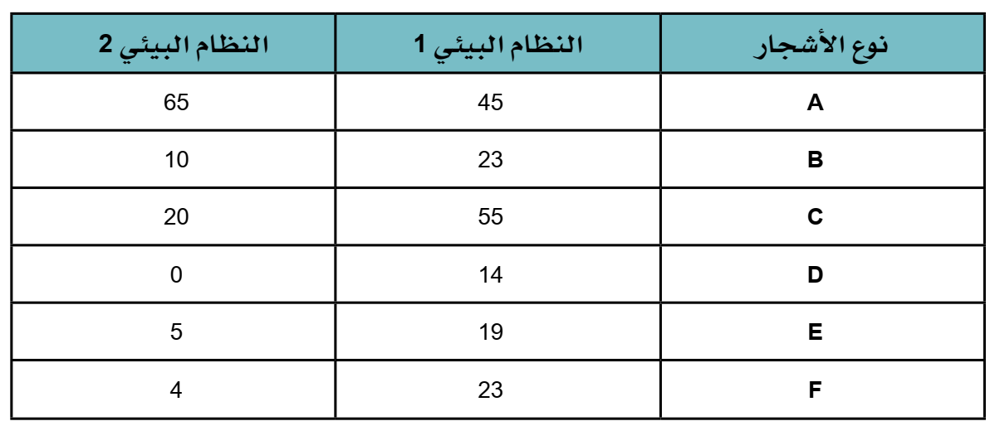 نوع الأشجار النظام البيئي 1 النظام البيئي 2
A 45 65
B 23 10
C 55 20
D 14 0
E 19 5
F 23 4